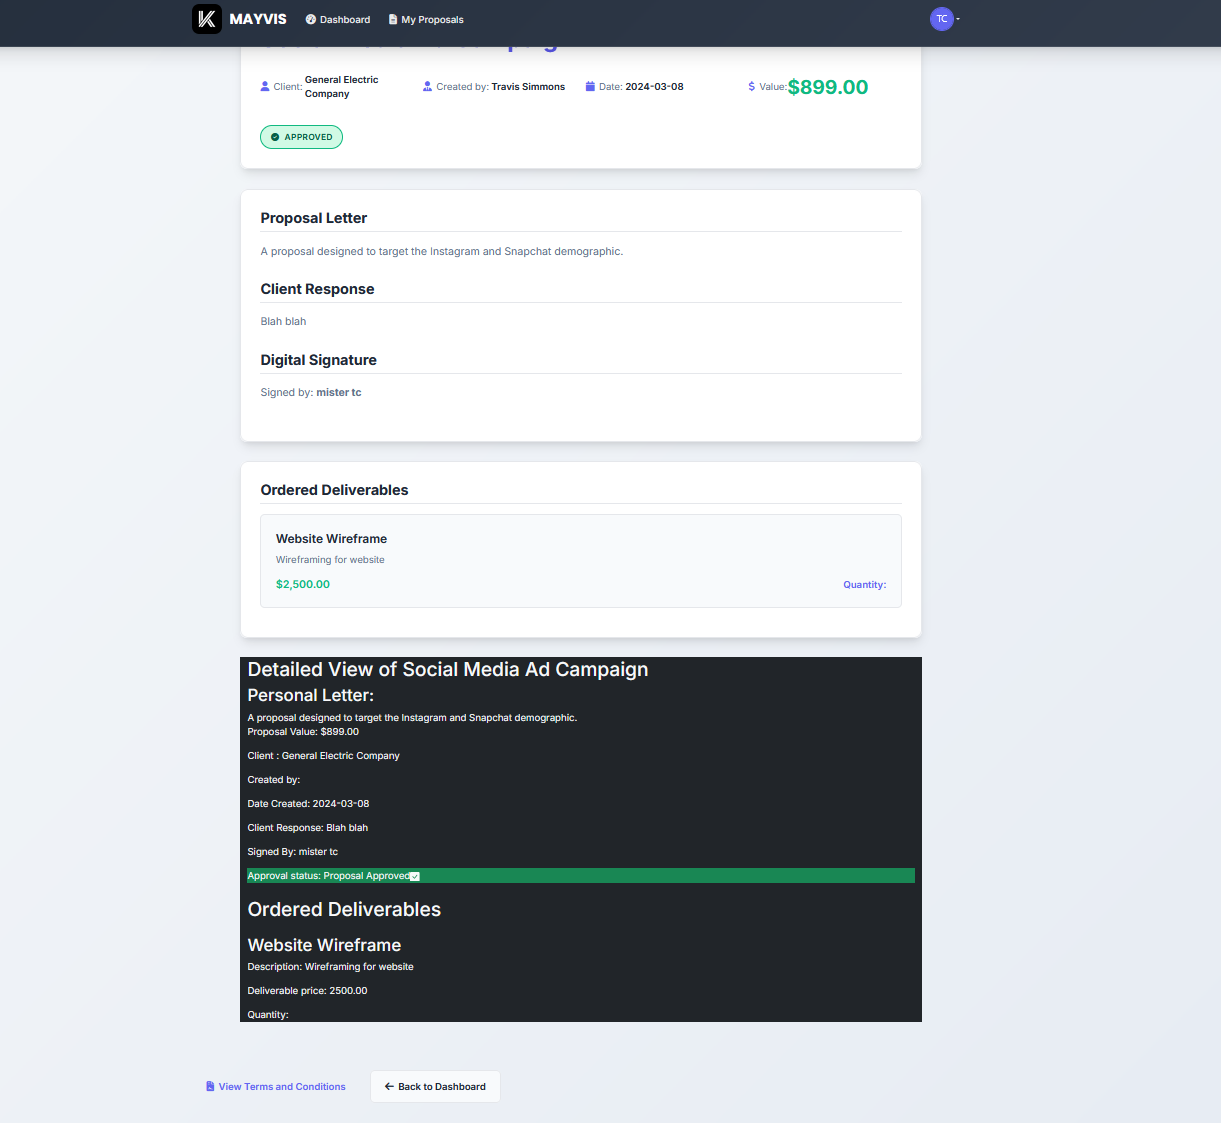 MAYVIS Dashboard My Proposals TC
Client: General Electric Company Created by: Travis Simmons Date: 2024-03-08 Value: $899.00
APPROVED
Proposal Letter
A proposal designed to target the Instagram and Snapchat demographic.
Client Response
Blah blah
Digital Signature
Signed by: mister tc
Ordered Deliverables
Website Wireframe
Wireframing for website
$2,500.00 Quantity:
Detailed View of Social Media Ad Campaign
Personal Letter:
A proposal designed to target the Instagram and Snapchat demographic.
Proposal Value: $899.00
Client : General Electric Company
Created by:
Date Created: 2024-03-08
Client Response: Blah blah
Signed By: mister tc
Approval status: Proposal Approved
Ordered Deliverables
Website Wireframe
Description: Wireframing for website
Deliverable price: 2500.00
Quantity:
View Terms and Conditions Back to Dashboard